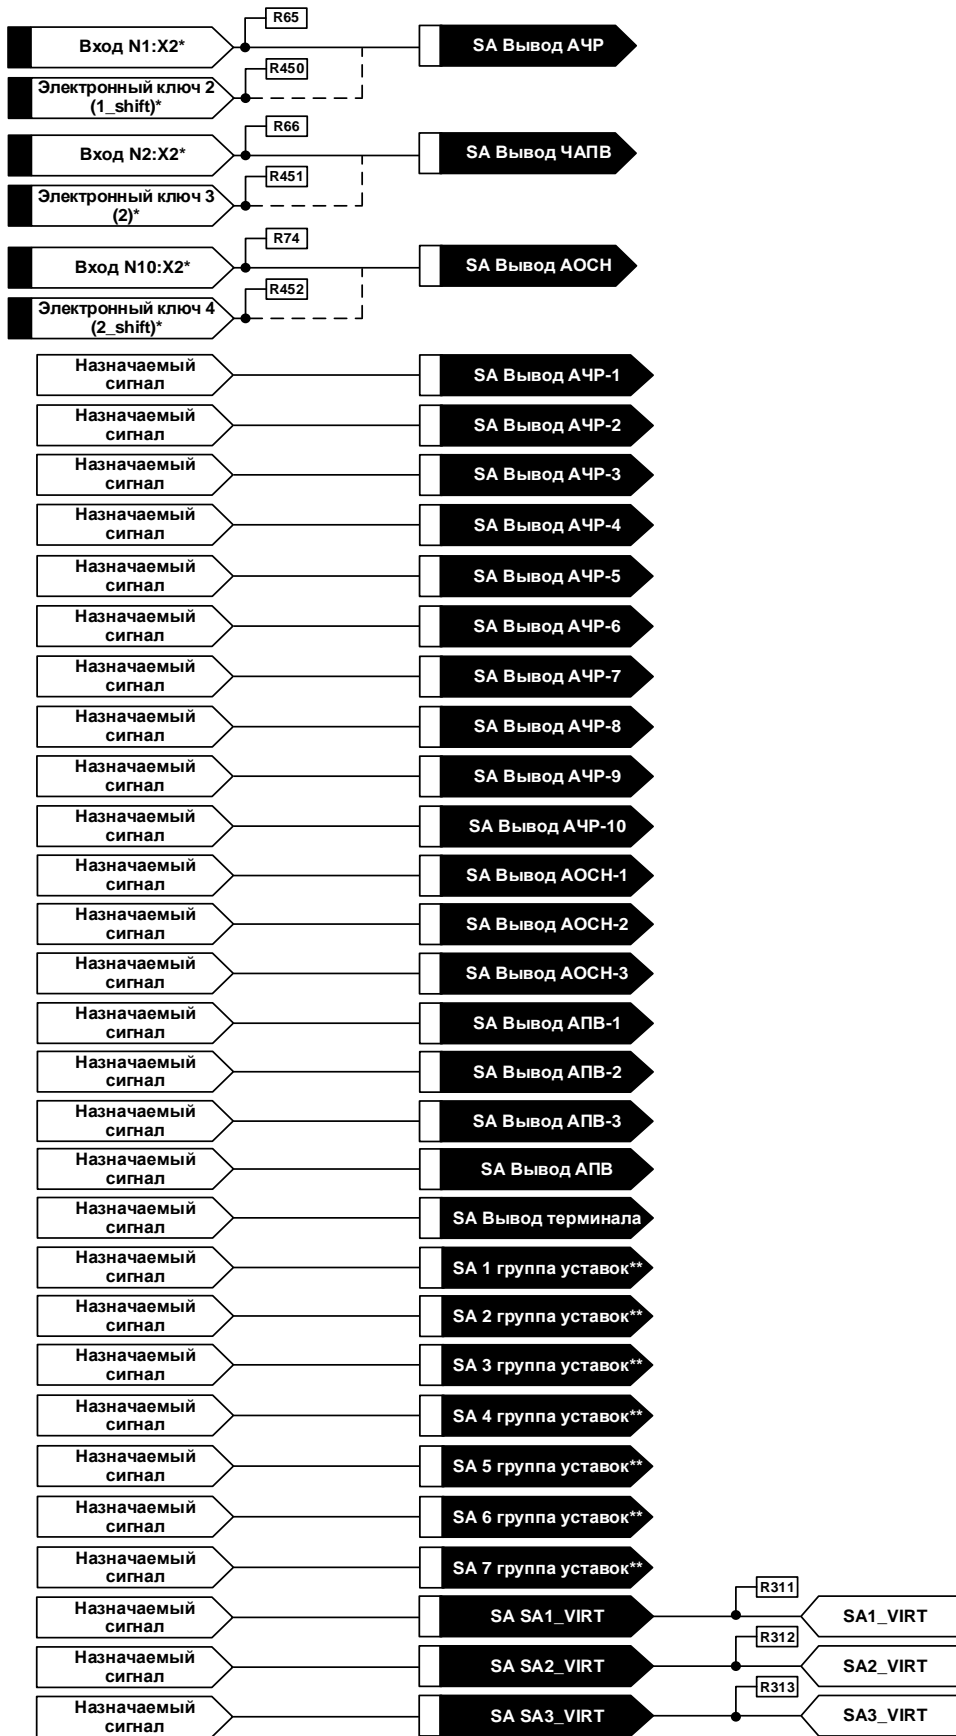 R65
Вход N1:X2*
SA Вывод АЧР
R450
Электронный ключ 2
(1_shift)*
R66
Вход N2:X2*
SA Вывод ЧАПВ
R451
Электронный ключ 3
(2)*
R74
Вход N10:X2*
SA Вывод АОСН
R452
Электронный ключ 4
(2_shift)*
Назначаемый
сигнал
SA Вывод АЧР-1
Назначаемый
сигнал
SA Вывод АЧР-2
Назначаемый
сигнал
SA Вывод АЧР-3
Назначаемый
сигнал
SA Вывод АЧР-4
Назначаемый
сигнал
SA Вывод АЧР-5
Назначаемый
сигнал
SA Вывод АЧР-6
Назначаемый
сигнал
SA Вывод АЧР-7
Назначаемый
сигнал
SA Вывод АЧР-8
Назначаемый
сигнал
SA Вывод АЧР-9
Назначаемый
сигнал
SA Вывод АЧР-10
Назначаемый
сигнал
SA Вывод АОСН-1
Назначаемый
сигнал
SA Вывод АОСН-2
Назначаемый
сигнал
SA Вывод АОСН-3
Назначаемый
сигнал
SA Вывод АПВ-1
Назначаемый
сигнал
SA Вывод АПВ-2
Назначаемый
сигнал
SA Вывод АПВ-3
Назначаемый
сигнал
SA Вывод АПВ
Назначаемый
сигнал
SA Вывод терминала
Назначаемый
сигнал
SA 1 группа уставок**
Назначаемый
сигнал
SA 2 группа уставок**
Назначаемый
сигнал
SA 3 группа уставок**
Назначаемый
сигнал
SA 4 группа уставок**
Назначаемый
сигнал
SA 5 группа уставок**
Назначаемый
сигнал
SA 6 группа уставок**
Назначаемый
сигнал
SA 7 группа уставок**
R311
Назначаемый
сигнал
SA SA1_VIRT
SA1_VIRT
R312
Назначаемый
сигнал
SA SA2_VIRT
SA2_VIRT
R313
Назначаемый
сигнал
SA SA3_VIRT
SA3_VIRT